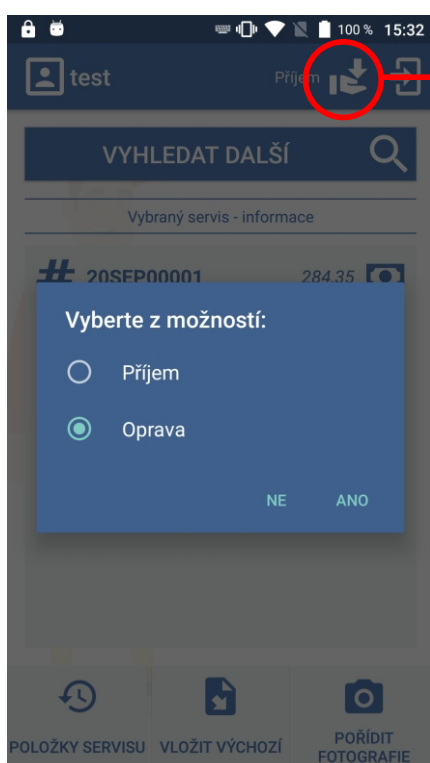 100 % 15:32
test
Příjem
VYHLEDAT DALŠÍ
Vybraný servis - informace
# 20SEP00001 284.35
Vyberte z možností:
Příjem
Oprava
NE ANO
POLOŽKY SERVISU VLOŽIT VÝCHOZÍ POŘÍDIT
FOTOGRAFIE